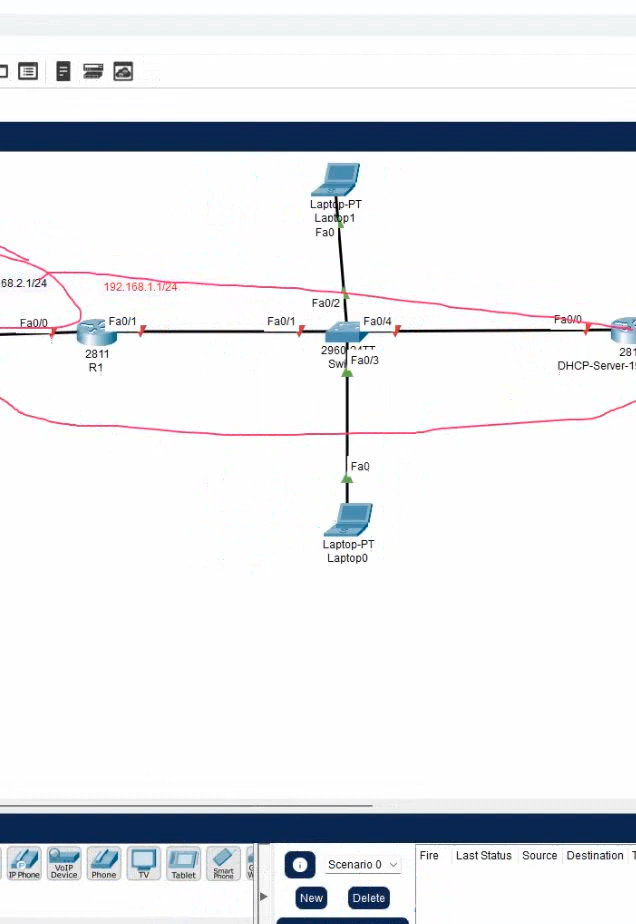 Laptop-PT
Laptop1
Fa0
68.2.1/24
192.168.1.1/24
Fa0/2
Fa0/0
Fa0/1
Fa0/1
Fa0/4
Fa0/0
2811
R1
Fa0/3
DHCP-Server-1
Fa0
Laptop-PT
Laptop0
IP Phone
VoIP Device
Phone
TV
Tablet
Smart Phone
Scenario 0
New
Delete
Fire
Last Status
Source
Destination